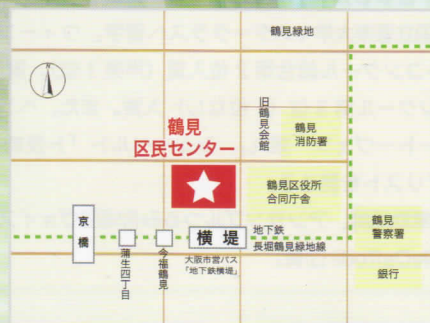 鶴見緑地
旧鶴見会館
鶴見
消防署
鶴見
区民センター
鶴見区役所
合同庁舎
京橋
蒲生四丁目
今福鶴見
横堤
地下鉄
長堀鶴見緑地線
大阪市営バス
「地下鉄横堤」
鶴見
警察署
銀行